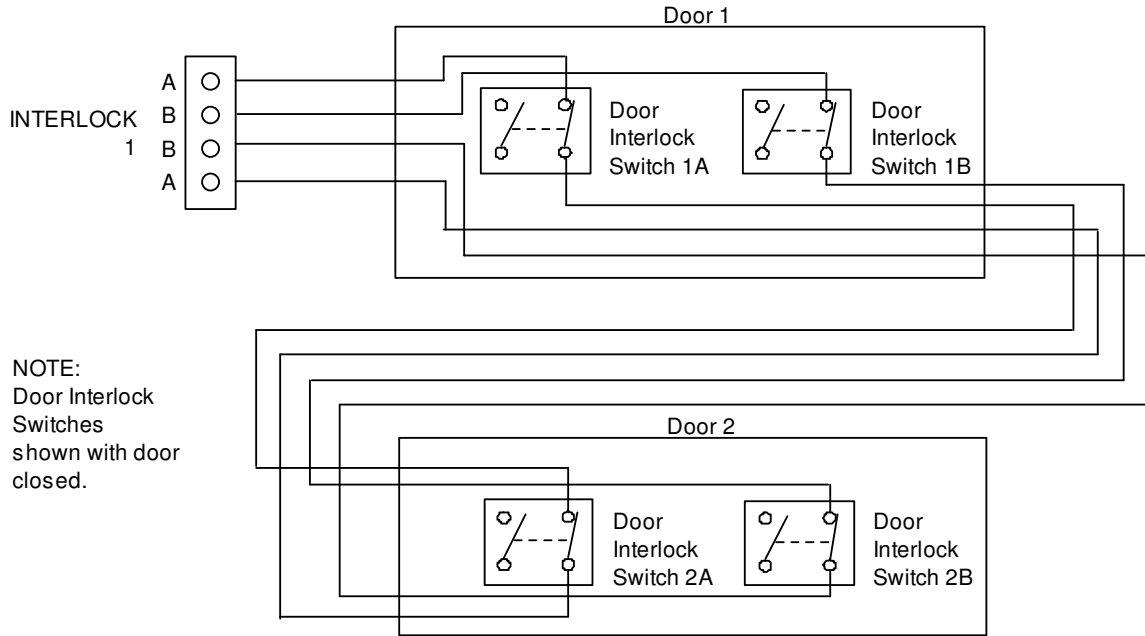 Door 1
A
INTERLOCK
1
B
B
A
Door
Interlock
Switch 1A
Door
Interlock
Switch 1B
NOTE:
Door Interlock
Switches
shown with door
closed.
Door 2
Door
Interlock
Switch 2A
Door
Interlock
Switch 2B